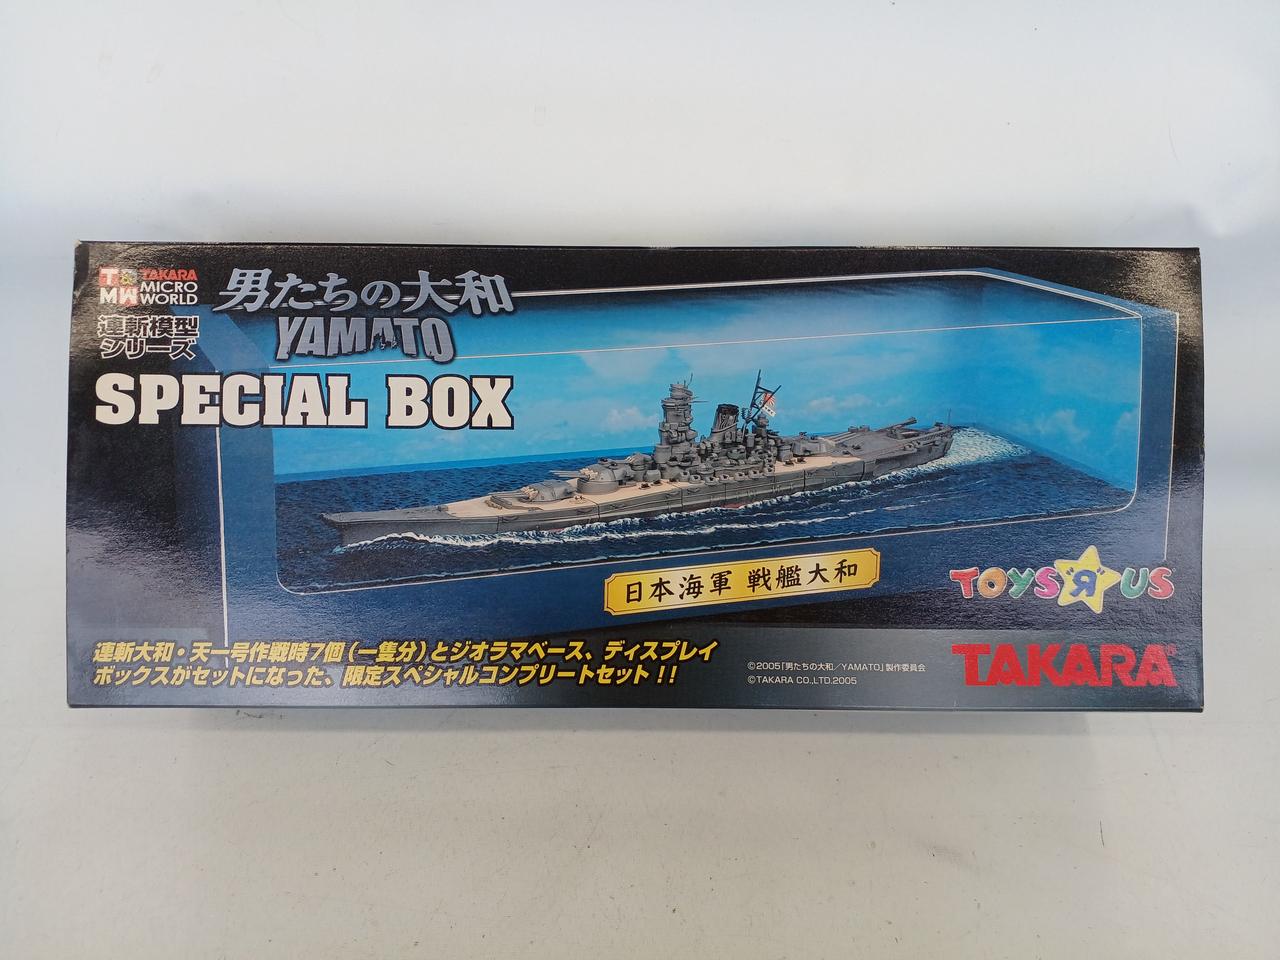 T&MW
TAKARA
MICRO
WORLD
連斬模型
シリーズ
男たちの大和
YAMATO
SPECIAL BOX
日本海軍 戦艦大和
TOYS"R"US
連斬大和・天一号作戦時7個(一隻分)とジオラマベース、ディスプレイ
ボックスがセットになった、限定スペシャルコンプリートセット!!
©2005「男たちの大和/YAMATO」製作委員会
©TAKARA CO.,LTD.2005
TAKARA®